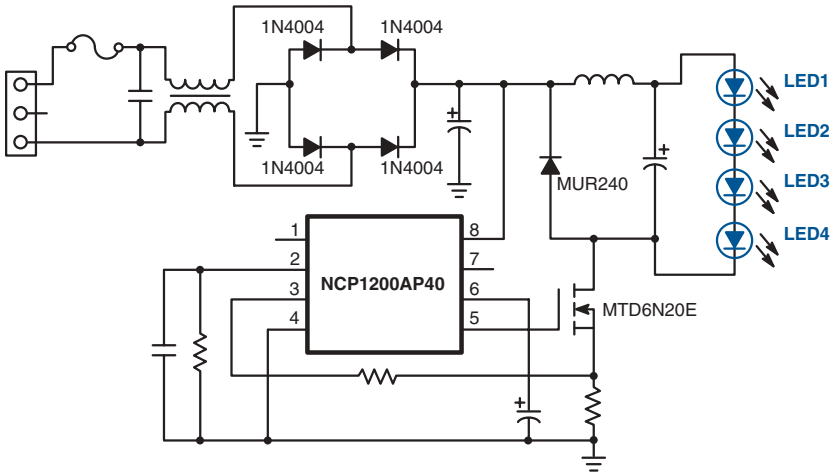 1N4004
1N4004
1N4004
1N4004
MUR240
LED1
LED2
LED3
LED4
NCP1200AP40
1
2
3
4
8
7
6
5
MTD6N20E